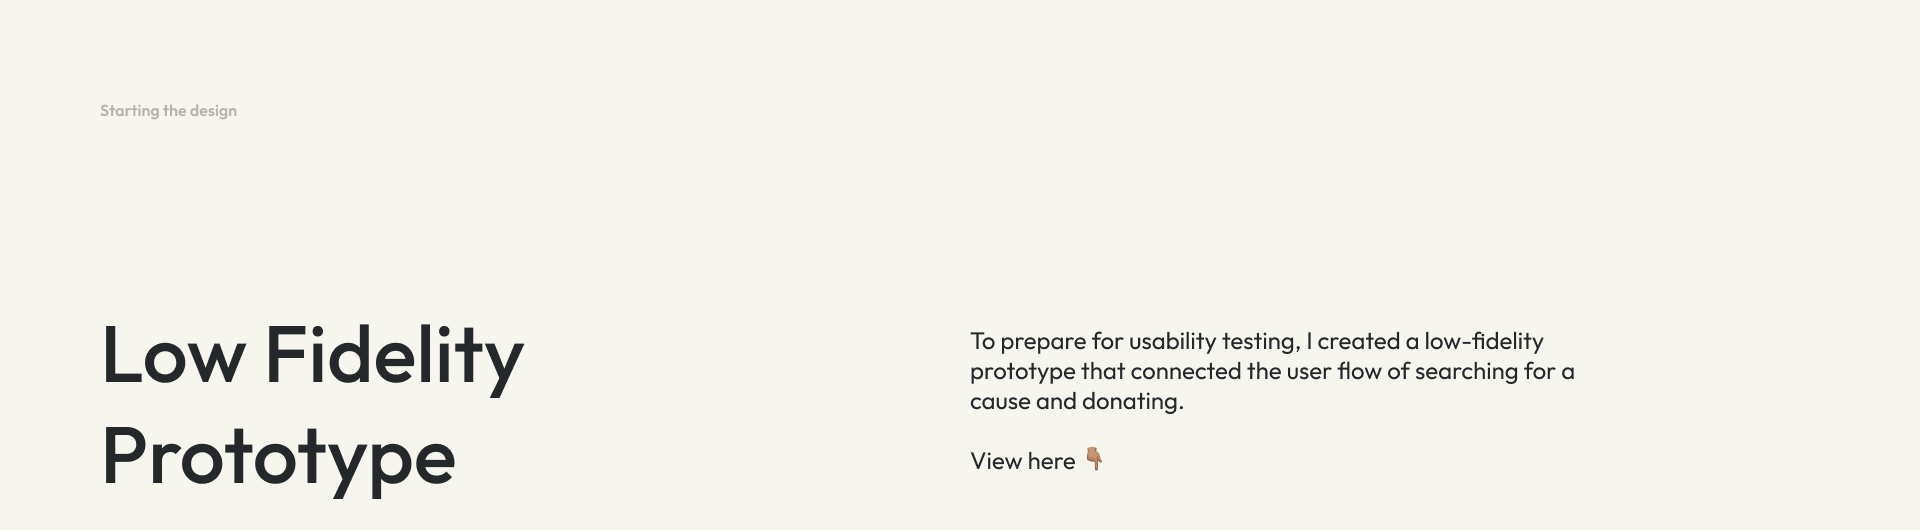 Starting the design
Low Fidelity
Prototype
To prepare for usability testing, I created a low-fidelity
prototype that connected the user flow of searching for a
cause and donating.
View here 👇🏽